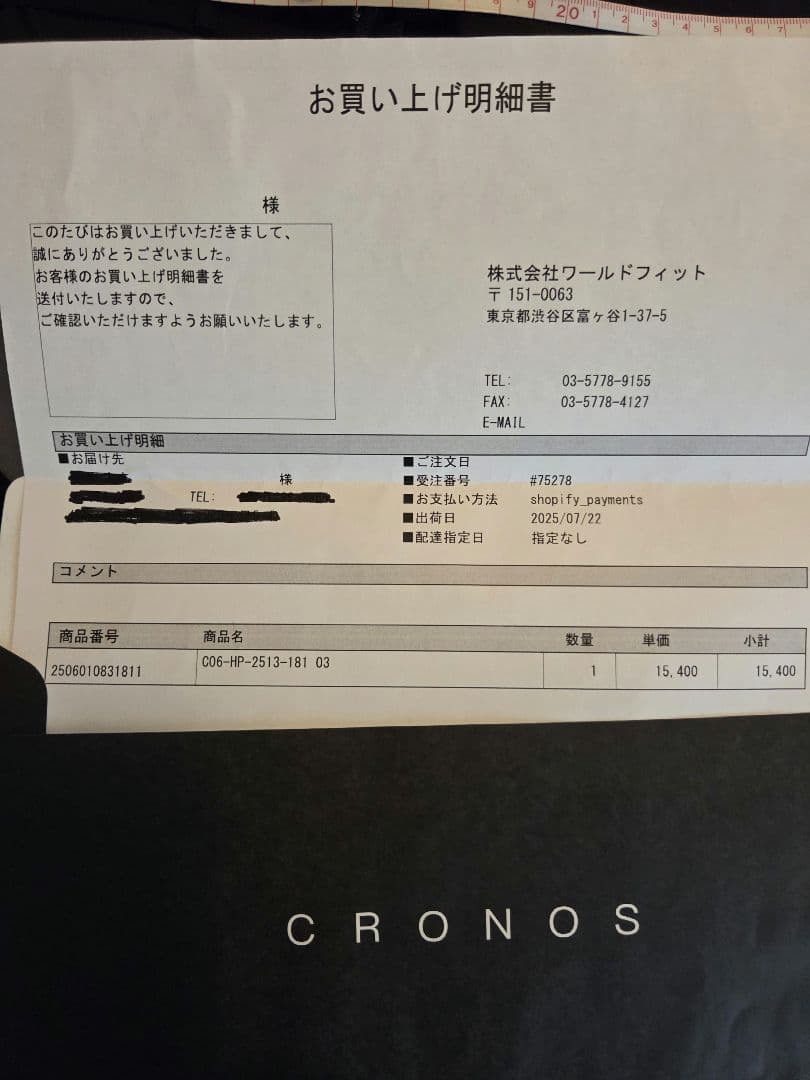 9 20 1 2 3 4 5 6 7
お買い上げ明細書
様
このたびはお買い上げいただきまして、
誠にありがとうございました。
お客様のお買い上げ明細書を
送付いたしますので、
ご確認いただけますようお願いいたします。
株式会社ワールドフィット
〒 151-0063
東京都渋谷区富ヶ谷1-37-5
TEL: 03-5778-9155
FAX: 03-5778-4127
E-MAIL
お買い上げ明細
■お届け先
様
TEL:
■ご注文日
■受注番号 #75278
■お支払い方法 shopify_payments
■出荷日 2025/07/22
■配達指定日 指定なし
コメント
商品番号 商品名 数量 単価 小計
2506010831811 C06-HP-2513-181 03 1 15,400 15,400
CRONOS